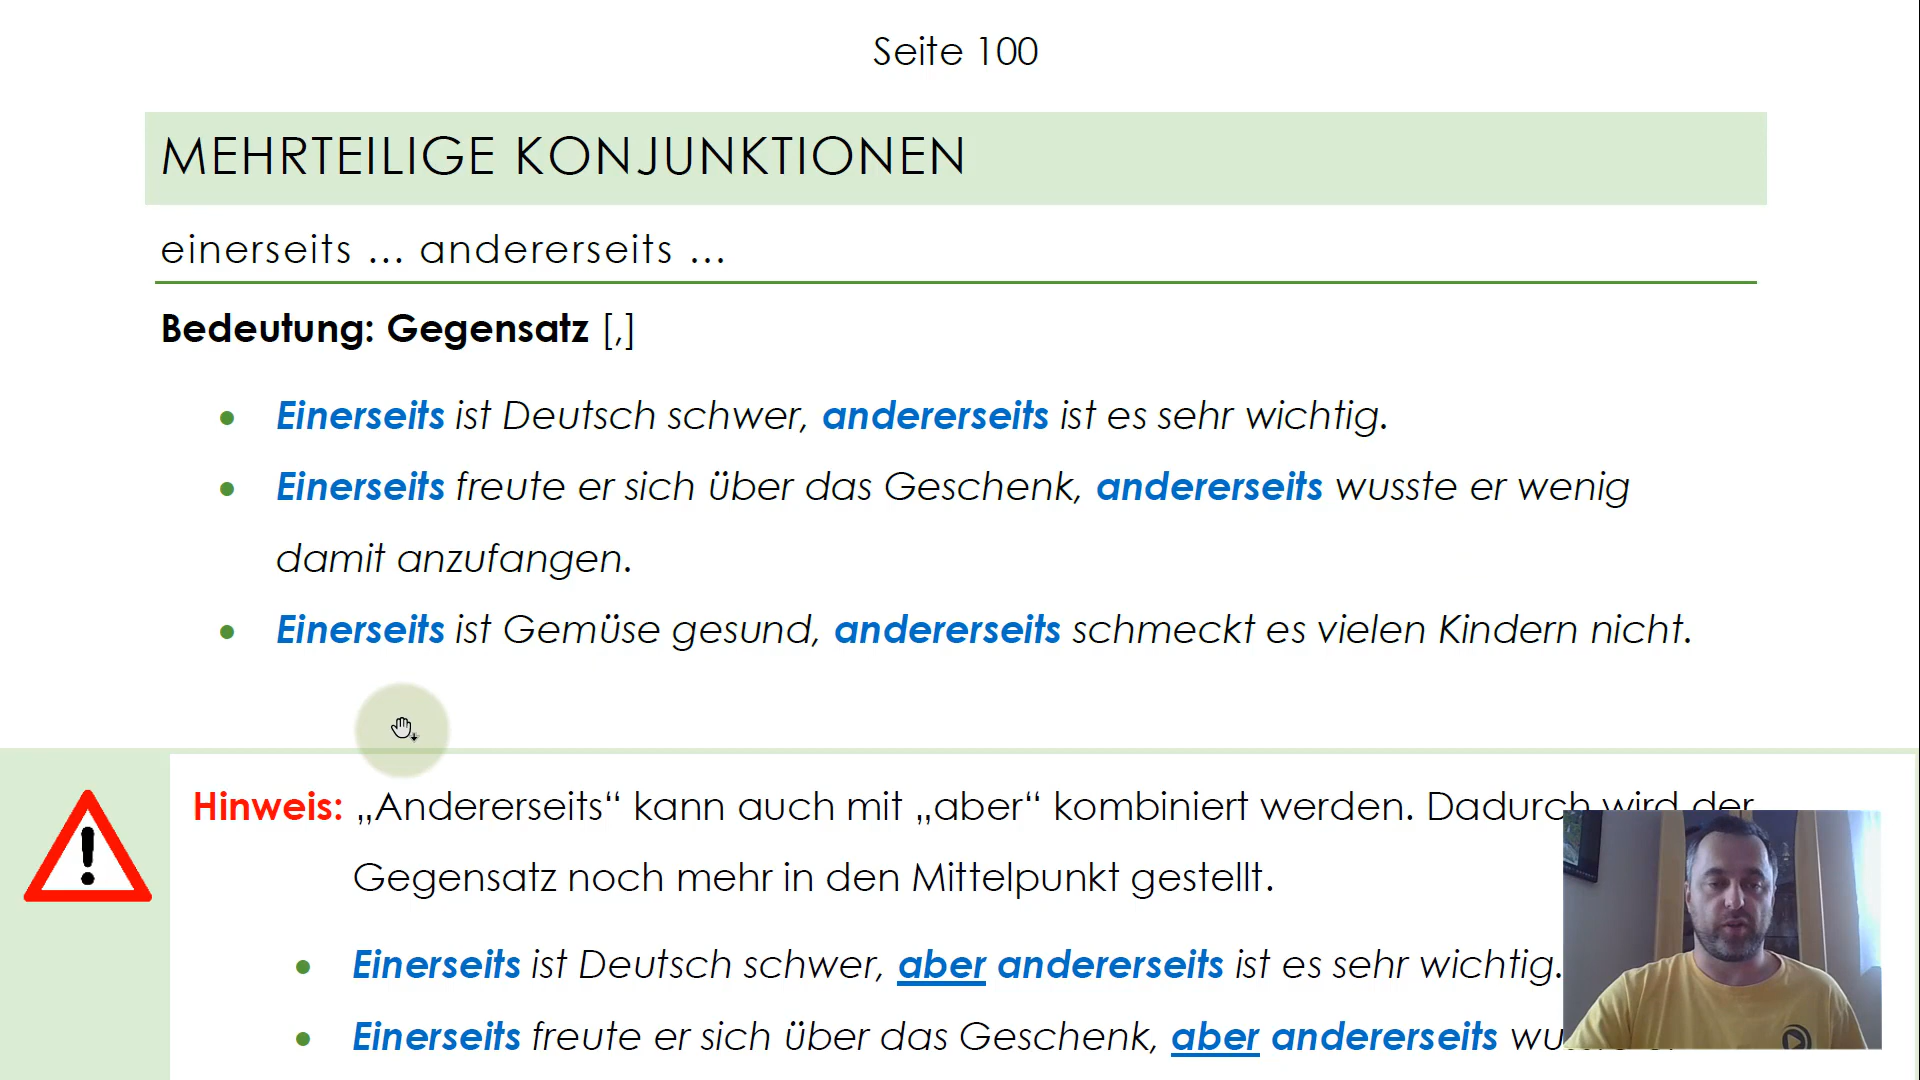 Seite 100
MEHRTEILIGE KONJUNKTIONEN
einerseits ... andererseits ...
Bedeutung: Gegensatz [,]
• Einerseits ist Deutsch schwer, andererseits ist es sehr wichtig.
• Einerseits freute er sich über das Geschenk, andererseits wusste er wenig
damit anzufangen.
• Einerseits ist Gemüse gesund, andererseits schmeckt es vielen Kindern nicht.
Hinweis: „Andererseits“ kann auch mit „aber“ kombiniert werden. Dadurch wird der
Gegensatz noch mehr in den Mittelpunkt gestellt.
• Einerseits ist Deutsch schwer, aber andererseits ist es sehr wichtig.
• Einerseits freute er sich über das Geschenk, aber andererseits